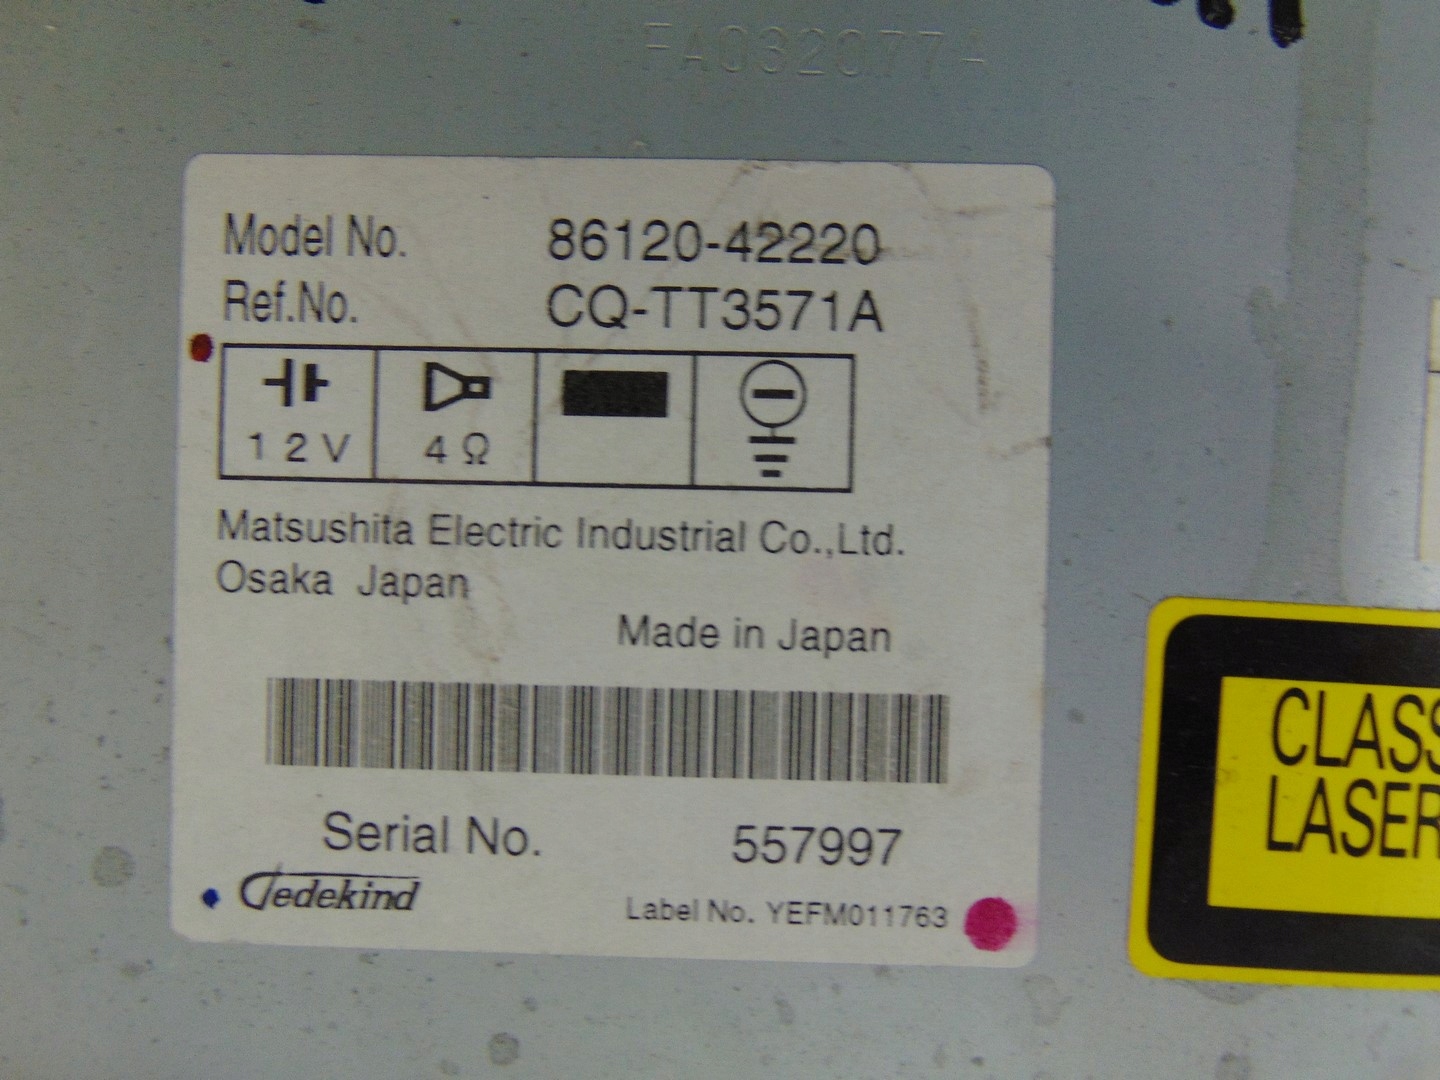 FA032077A
Model No. 86120-42220
Ref.No. CQ-TT3571A
12V 4Ω
Matsushita Electric Industrial Co.,Ltd.
Osaka Japan
Made in Japan
Serial No. 557997
Dedekind Label No. YEFM011763
CLASS
LASER